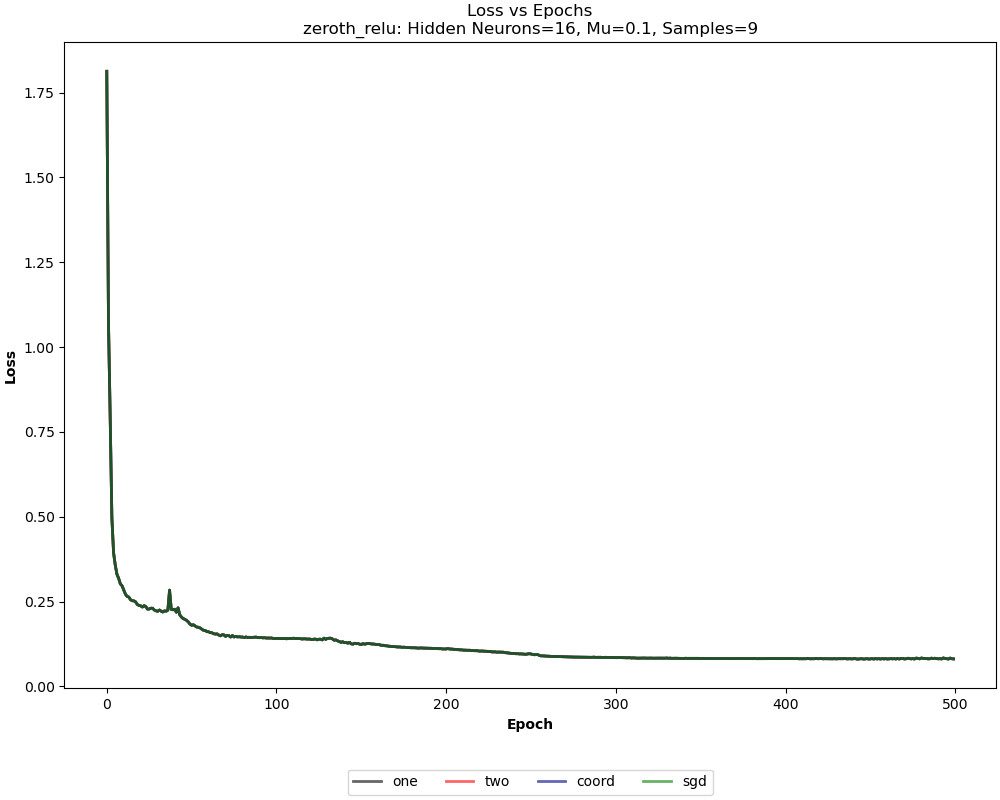 Loss vs Epochs
zeroth_relu: Hidden Neurons=16, Mu=0.1, Samples=9
1.75
1.50
1.25
1.00
0.75
0.50
0.25
0.00
Loss
0 100 200 300 400 500
Epoch
one two coord sgd